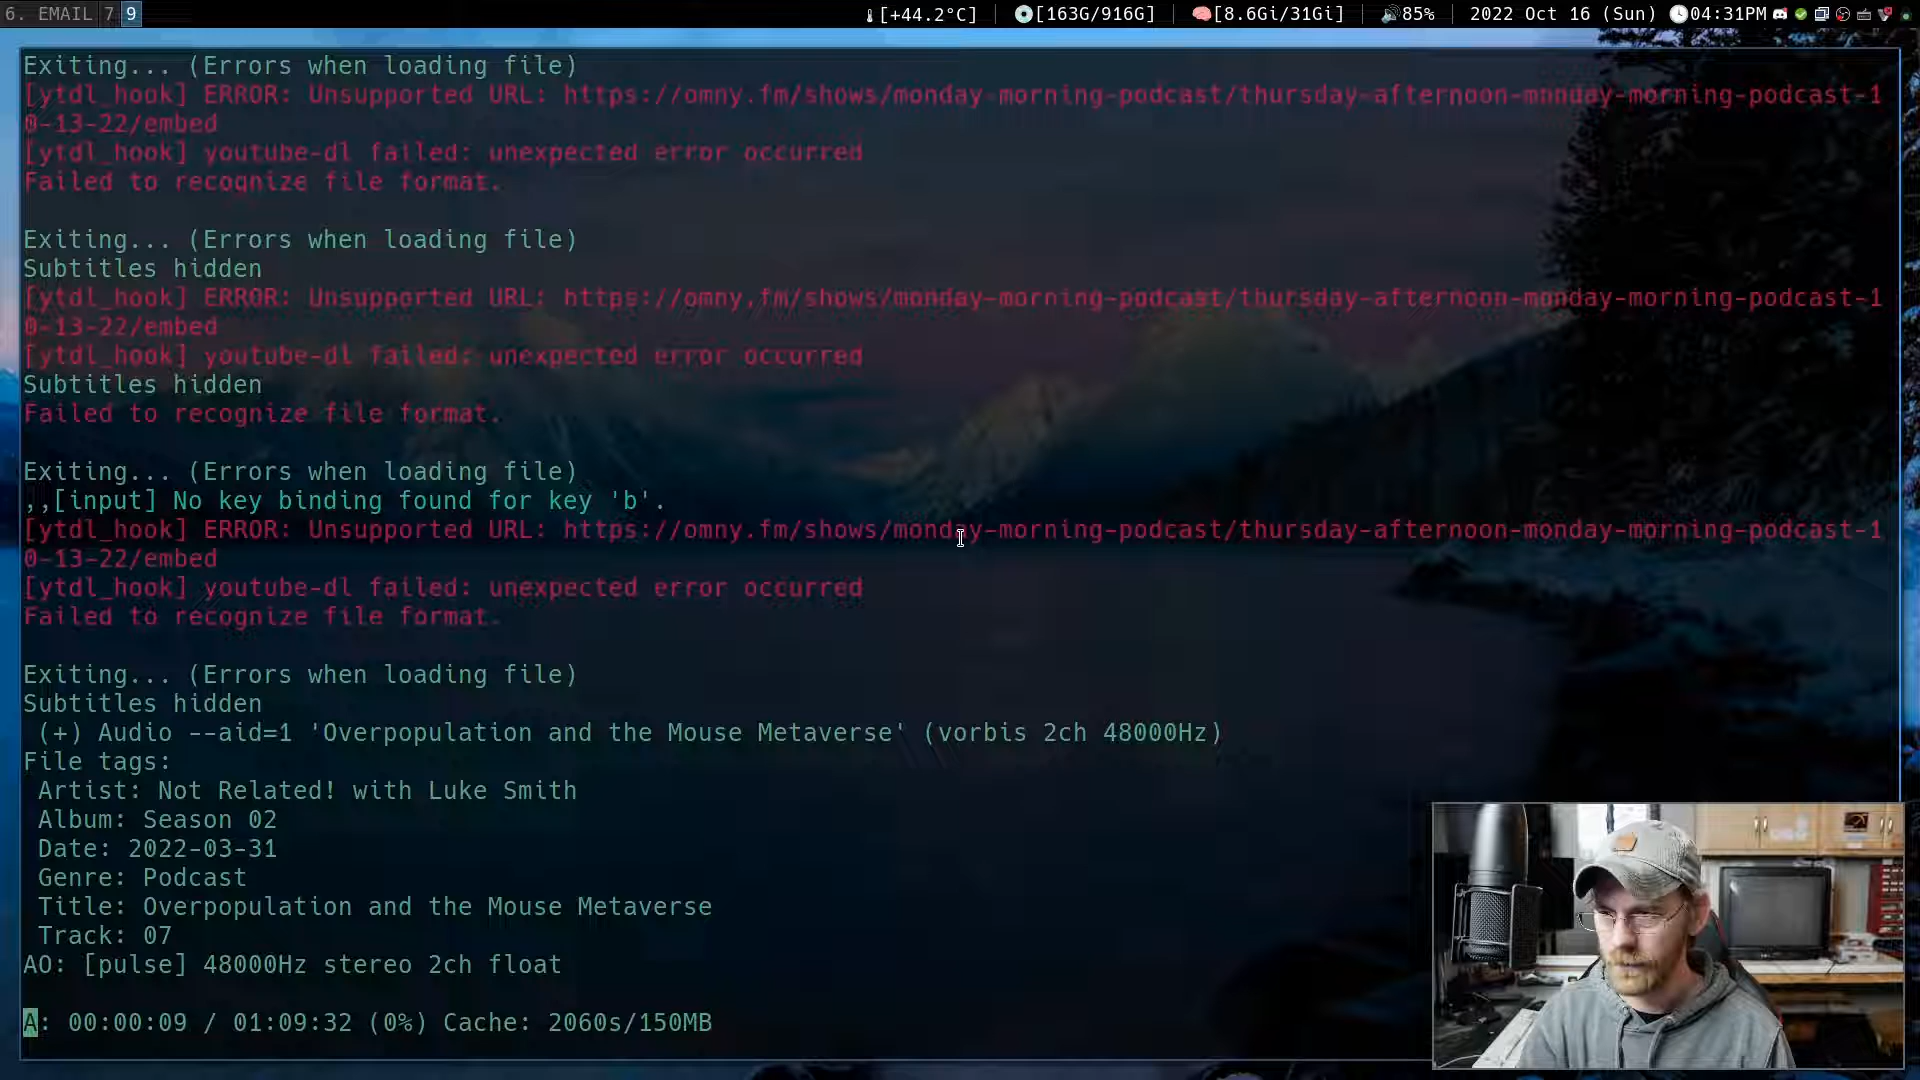 6. EMAIL 7 9 [+44.2°C] [163G/916G] [8.6Gi/31Gi] 85% 2022 Oct 16 (Sun) 04:31PM
Exiting... (Errors when loading file)
[ytdl_hook] ERROR: Unsupported URL: https://omny.fm/shows/monday-morning-podcast/thursday-afternoon-monday-morning-podcast-1
0-13-22/embed
[ytdl_hook] youtube-dl failed: unexpected error occurred
Failed to recognize file format.
Exiting... (Errors when loading file)
Subtitles hidden
[ytdl_hook] ERROR: Unsupported URL: https://omny.fm/shows/monday-morning-podcast/thursday-afternoon-monday-morning-podcast-1
0-13-22/embed
[ytdl_hook] youtube-dl failed: unexpected error occurred
Subtitles hidden
Failed to recognize file format.
Exiting... (Errors when loading file)
,,[input] No key binding found for key 'b'.
[ytdl_hook] ERROR: Unsupported URL: https://omny.fm/shows/monday-morning-podcast/thursday-afternoon-monday-morning-podcast-1
0-13-22/embed
[ytdl_hook] youtube-dl failed: unexpected error occurred
Failed to recognize file format.
Exiting... (Errors when loading file)
Subtitles hidden
(+) Audio --aid=1 'Overpopulation and the Mouse Metaverse' (vorbis 2ch 48000Hz)
File tags:
Artist: Not Related! with Luke Smith
Album: Season 02
Date: 2022-03-31
Genre: Podcast
Title: Overpopulation and the Mouse Metaverse
Track: 07
AO: [pulse] 48000Hz stereo 2ch float
A: 00:00:09 / 01:09:32 (0%) Cache: 2060s/150MB